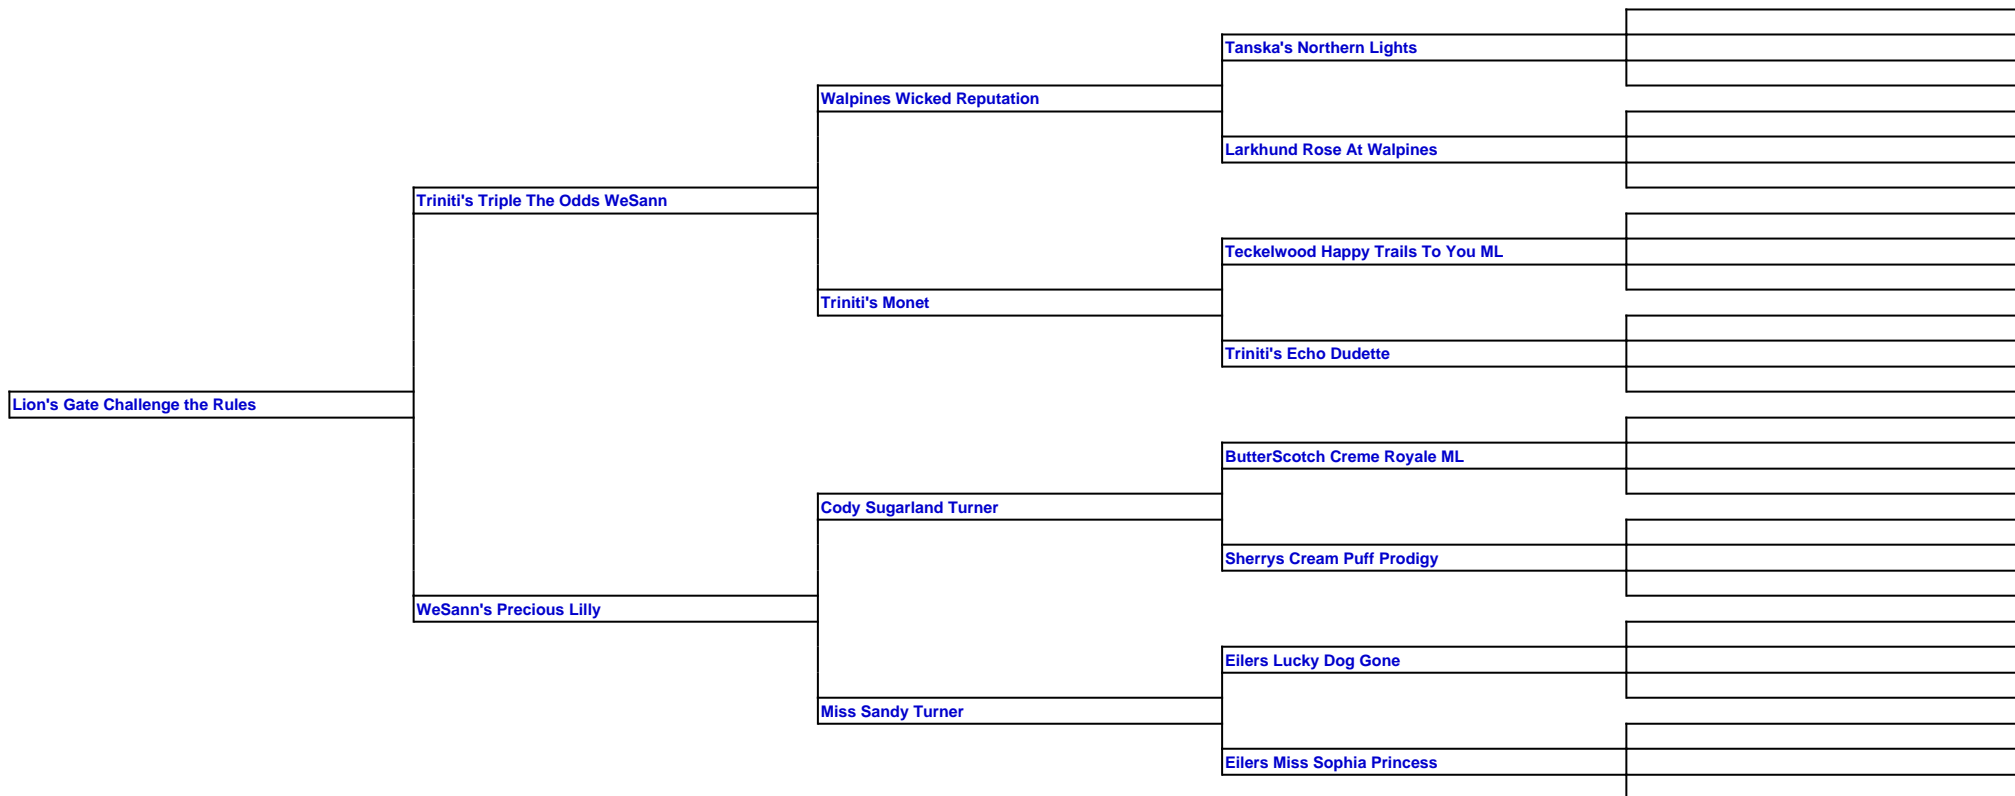 Tanska's Northern Lights
Walpines Wicked Reputation
Larkhund Rose At Walpines
Triniti's Triple The Odds WeSann
Teckelwood Happy Trails To You ML
Triniti's Monet
Triniti's Echo Dudette
Lion's Gate Challenge the Rules
ButterScotch Creme Royale ML
Cody Sugarland Turner
Sherrys Cream Puff Prodigy
WeSann's Precious Lilly
Eilers Lucky Dog Gone
Miss Sandy Turner
Eilers Miss Sophia Princess